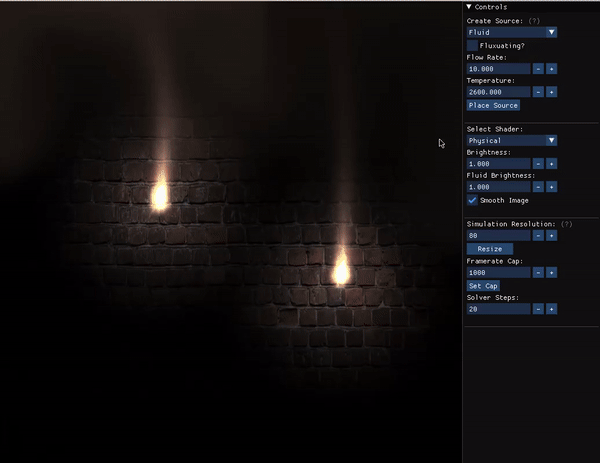 Controls
Create Source: (?)
Fluid
Fluxuating?
Flow Rate:
10.000 - +
Temperature:
2600.000 - +
Place Source
Select Shader:
Physical
Brightness:
1.000 - +
Fluid Brightness:
1.000 - +
Smooth Image
Simulation Resolution: (?)
80 - +
Resize
Framerate Cap:
1000 - +
Set Cap
Solver Steps:
20 - +